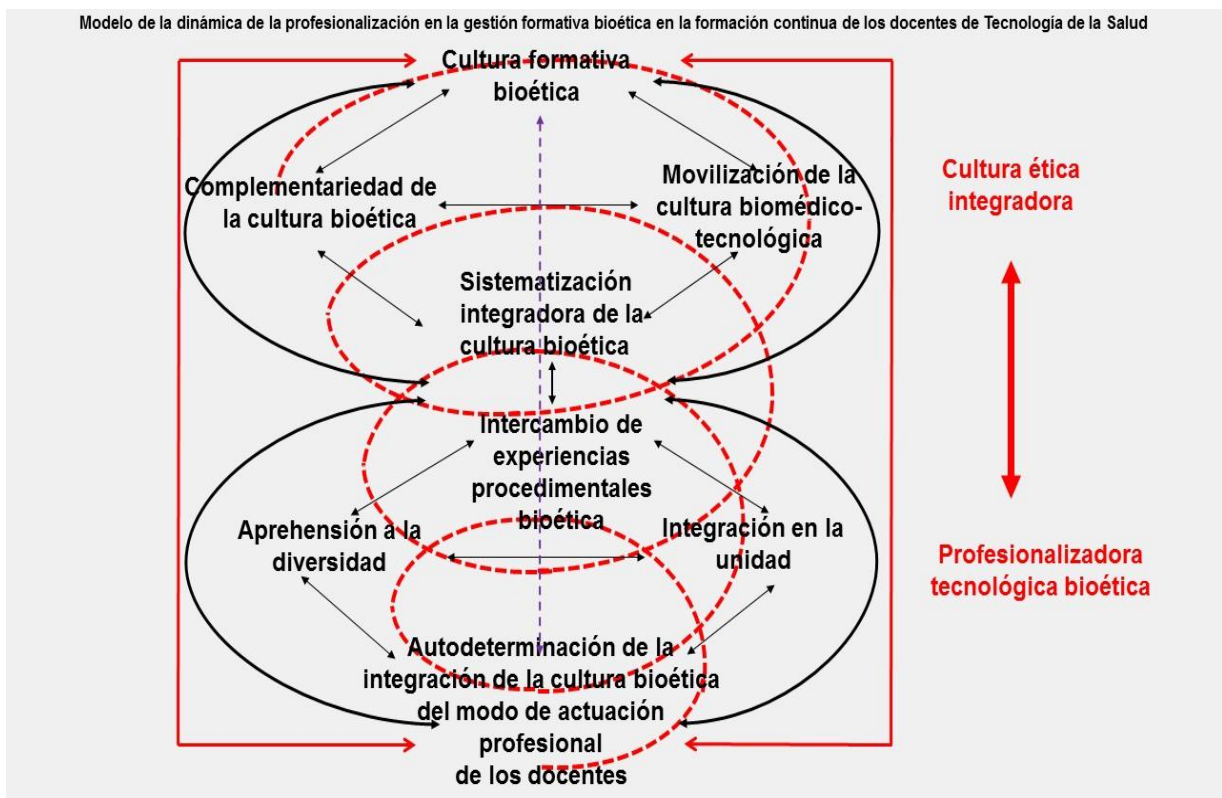 Modelo de la dinámica de la profesionalización en la gestión formativa bioética en la formación continua de los docentes de Tecnología de la Salud
Cultura formativa
bioética
Complementariedad de
la cultura bioética
Movilización de la
cultura biomédico-
tecnológica
Cultura ética
integradora
Sistematización
integradora de la
cultura bioética
Intercambio de
experiencias
procedimentales
bioética
Aprehensión a la
diversidad
Integración en la
unidad
Profesionalizadora
tecnológica bioética
Autodeterminación de la
integración de la cultura bioética
del modo de actuación
profesional
de los docentes